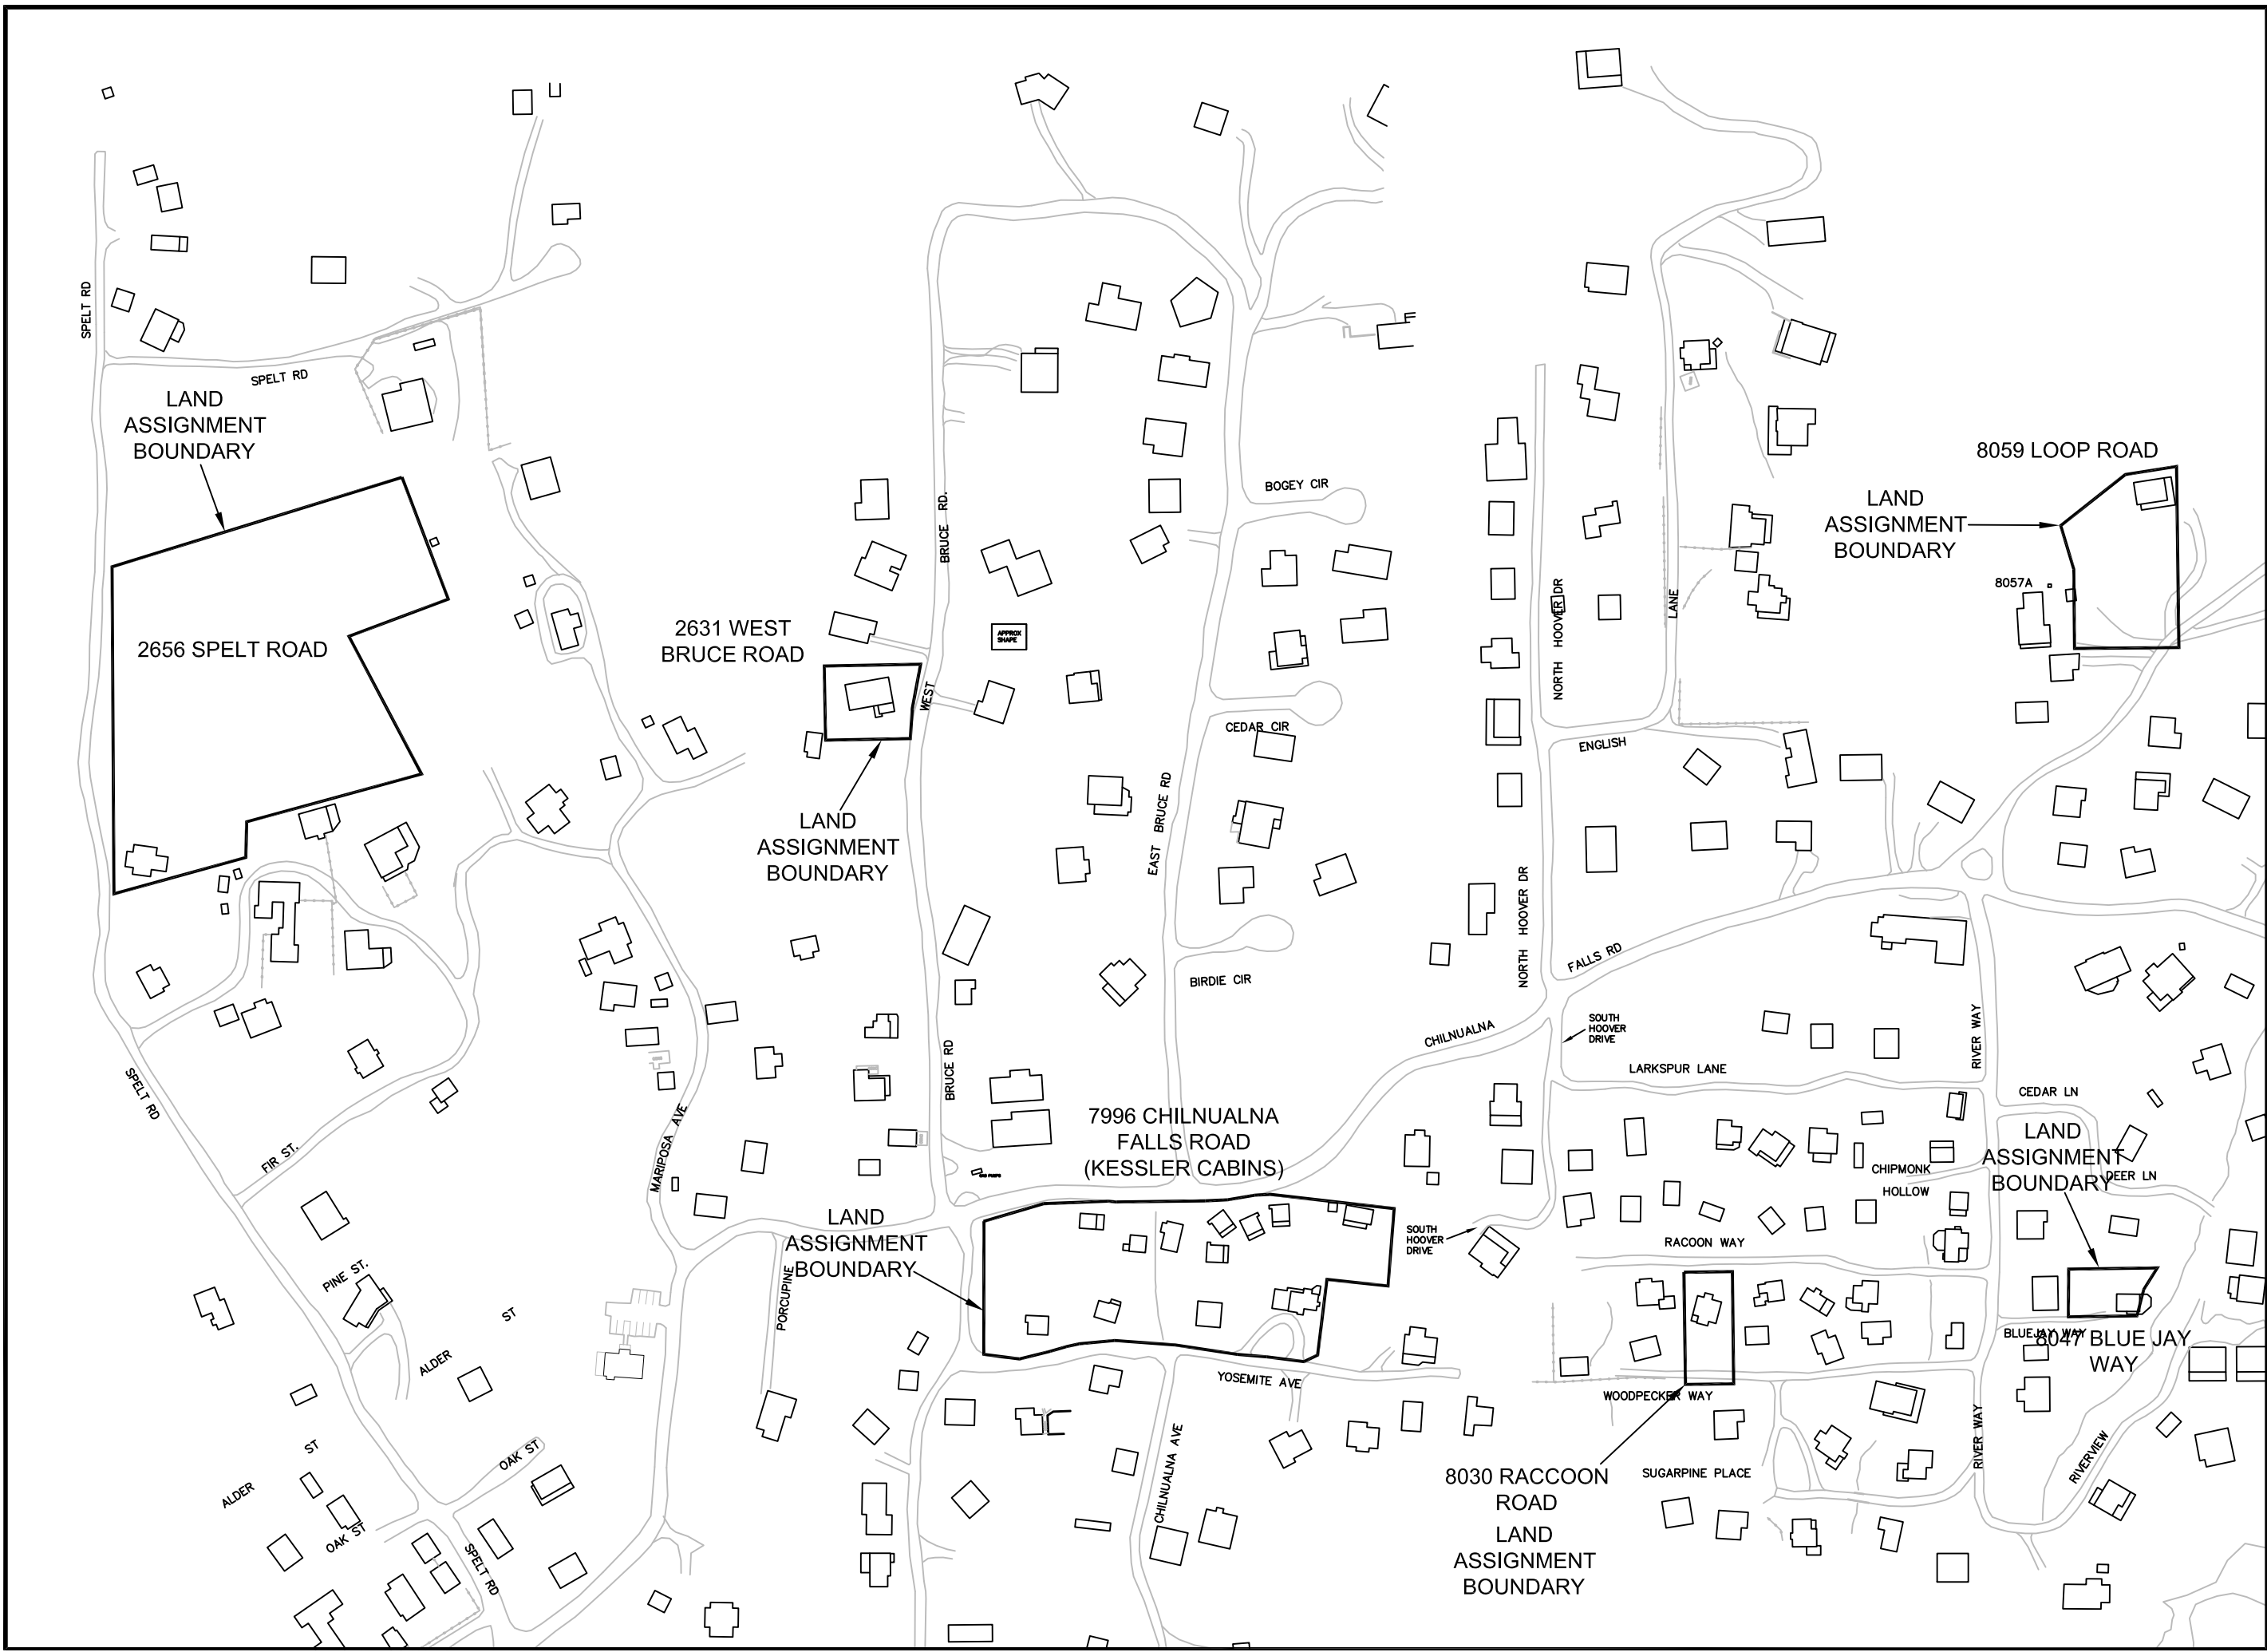 SPELT RD
SPELT RD
LAND
ASSIGNMENT
BOUNDARY
2656 SPELT ROAD
2631 WEST
BRUCE ROAD
LAND
ASSIGNMENT
BOUNDARY
BRUCE RD.
WEST
APPROX
SHAPE
BOGEY CIR
CEDAR CIR
EAST BRUCE RD
BIRDIE CIR
NORTH HOOVER DR
LANE
ENGLISH
8059 LOOP ROAD
LAND
ASSIGNMENT
BOUNDARY
8057A
NORTH HOOVER DR
FALLS RD
CHILNUALNA
SOUTH
HOOVER
DRIVE
LARKSPUR LANE
RIVER WAY
CEDAR LN
LAND
ASSIGNMENT
BOUNDARY
DEER LN
CHIPMONK
HOLLOW
RACOON WAY
SOUTH
HOOVER
DRIVE
BRUCE RD
7996 CHILNUALNA
FALLS ROAD
(KESSLER CABINS)
LAND
ASSIGNMENT
BOUNDARY
SPELT RD
FIR ST.
MARIPOSA AVE
PORCUPINE
PINE ST.
ALDER
ST
ALDER
ST
OAK ST
OAK ST
SPELT RD
YOSEMITE AVE
CHILNUALNA AVE
WOODPECKER WAY
8030 RACCOON
ROAD
LAND
ASSIGNMENT
BOUNDARY
SUGARPINE PLACE
BLUEJAY WAY
8047 BLUE JAY
WAY
RIVER WAY
RIVERVIEW